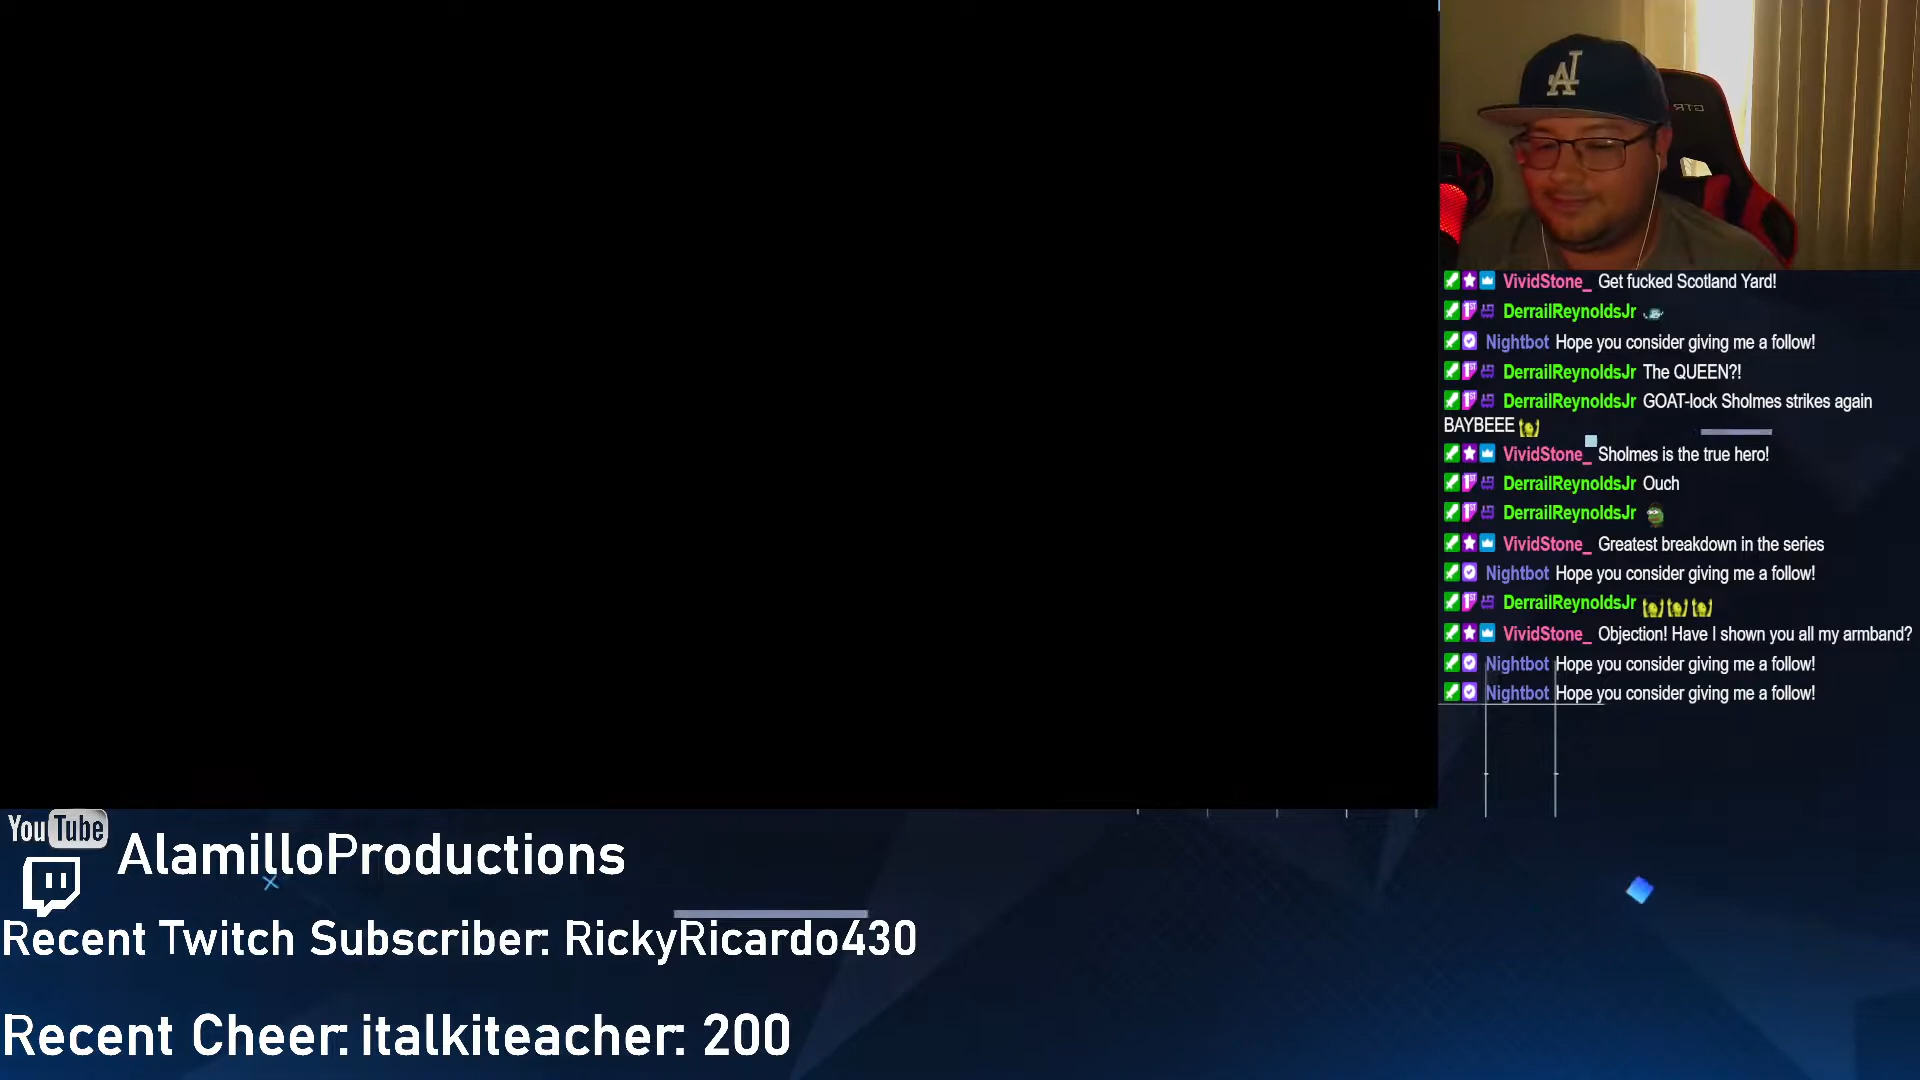 GTR
VividStone_ Get fucked Scotland Yard!
DerrailReynoldsJr
Nightbot Hope you consider giving me a follow!
DerrailReynoldsJr The QUEEN?!
DerrailReynoldsJr GOAT-lock Sholmes strikes again
BAYBEEE
VividStone_ Sholmes is the true hero!
DerrailReynoldsJr Ouch
DerrailReynoldsJr
VividStone_ Greatest breakdown in the series
Nightbot Hope you consider giving me a follow!
DerrailReynoldsJr
VividStone_ Objection! Have I shown you all my armband?
Nightbot Hope you consider giving me a follow!
Nightbot Hope you consider giving me a follow!
YouTube
AlamilloProductions
Recent Twitch Subscriber: RickyRicardo430
Recent Cheer: italkiteacher: 200